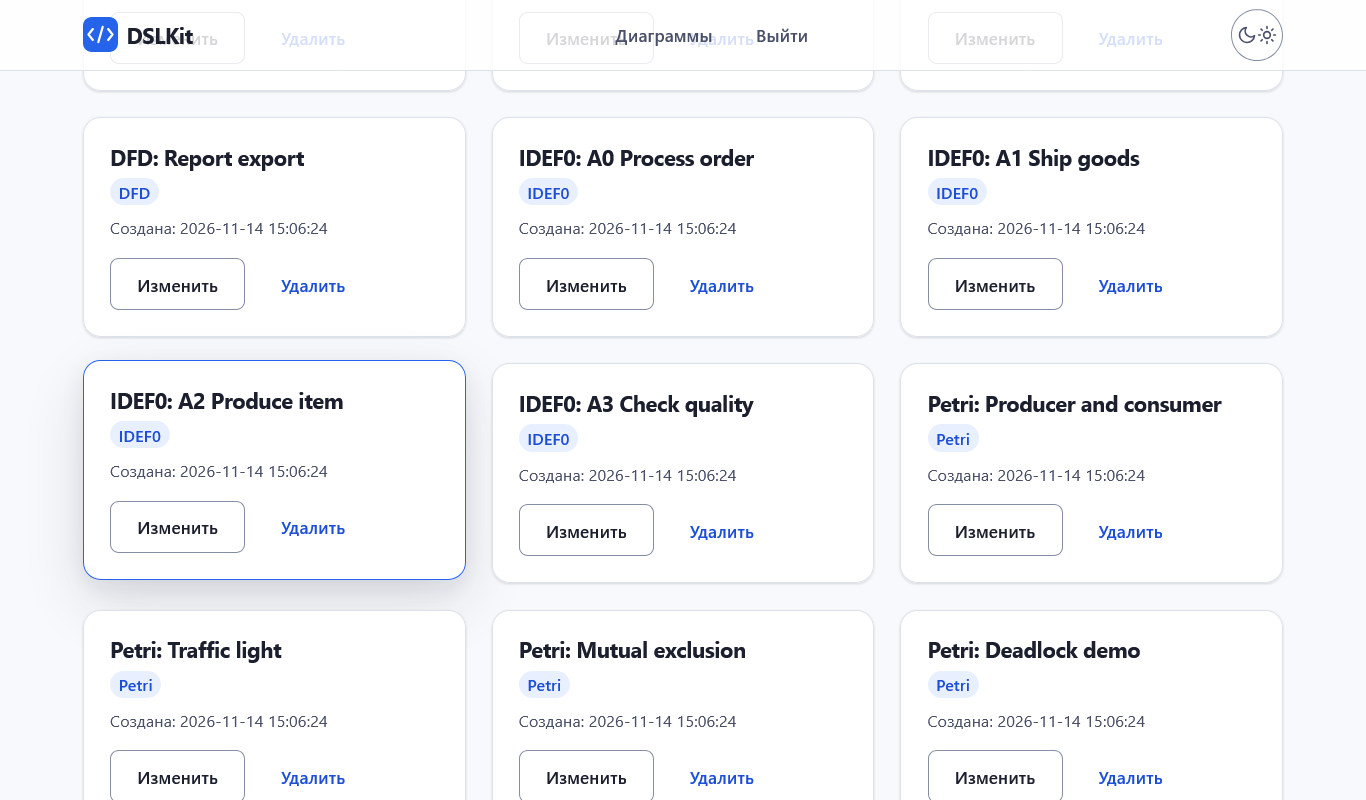 Изменить Удалить Изменить Удалить Изменить Удалить
DSLKit Диаграммы Выйти
DFD: Report export
DFD
Создана: 2026-11-14 15:06:24
Изменить Удалить
IDEF0: A0 Process order
IDEF0
Создана: 2026-11-14 15:06:24
Изменить Удалить
IDEF0: A1 Ship goods
IDEF0
Создана: 2026-11-14 15:06:24
Изменить Удалить
IDEF0: A2 Produce item
IDEF0
Создана: 2026-11-14 15:06:24
Изменить Удалить
IDEF0: A3 Check quality
IDEF0
Создана: 2026-11-14 15:06:24
Изменить Удалить
Petri: Producer and consumer
Petri
Создана: 2026-11-14 15:06:24
Изменить Удалить
Petri: Traffic light
Petri
Создана: 2026-11-14 15:06:24
Изменить Удалить
Petri: Mutual exclusion
Petri
Создана: 2026-11-14 15:06:24
Изменить Удалить
Petri: Deadlock demo
Petri
Создана: 2026-11-14 15:06:24
Изменить Удалить